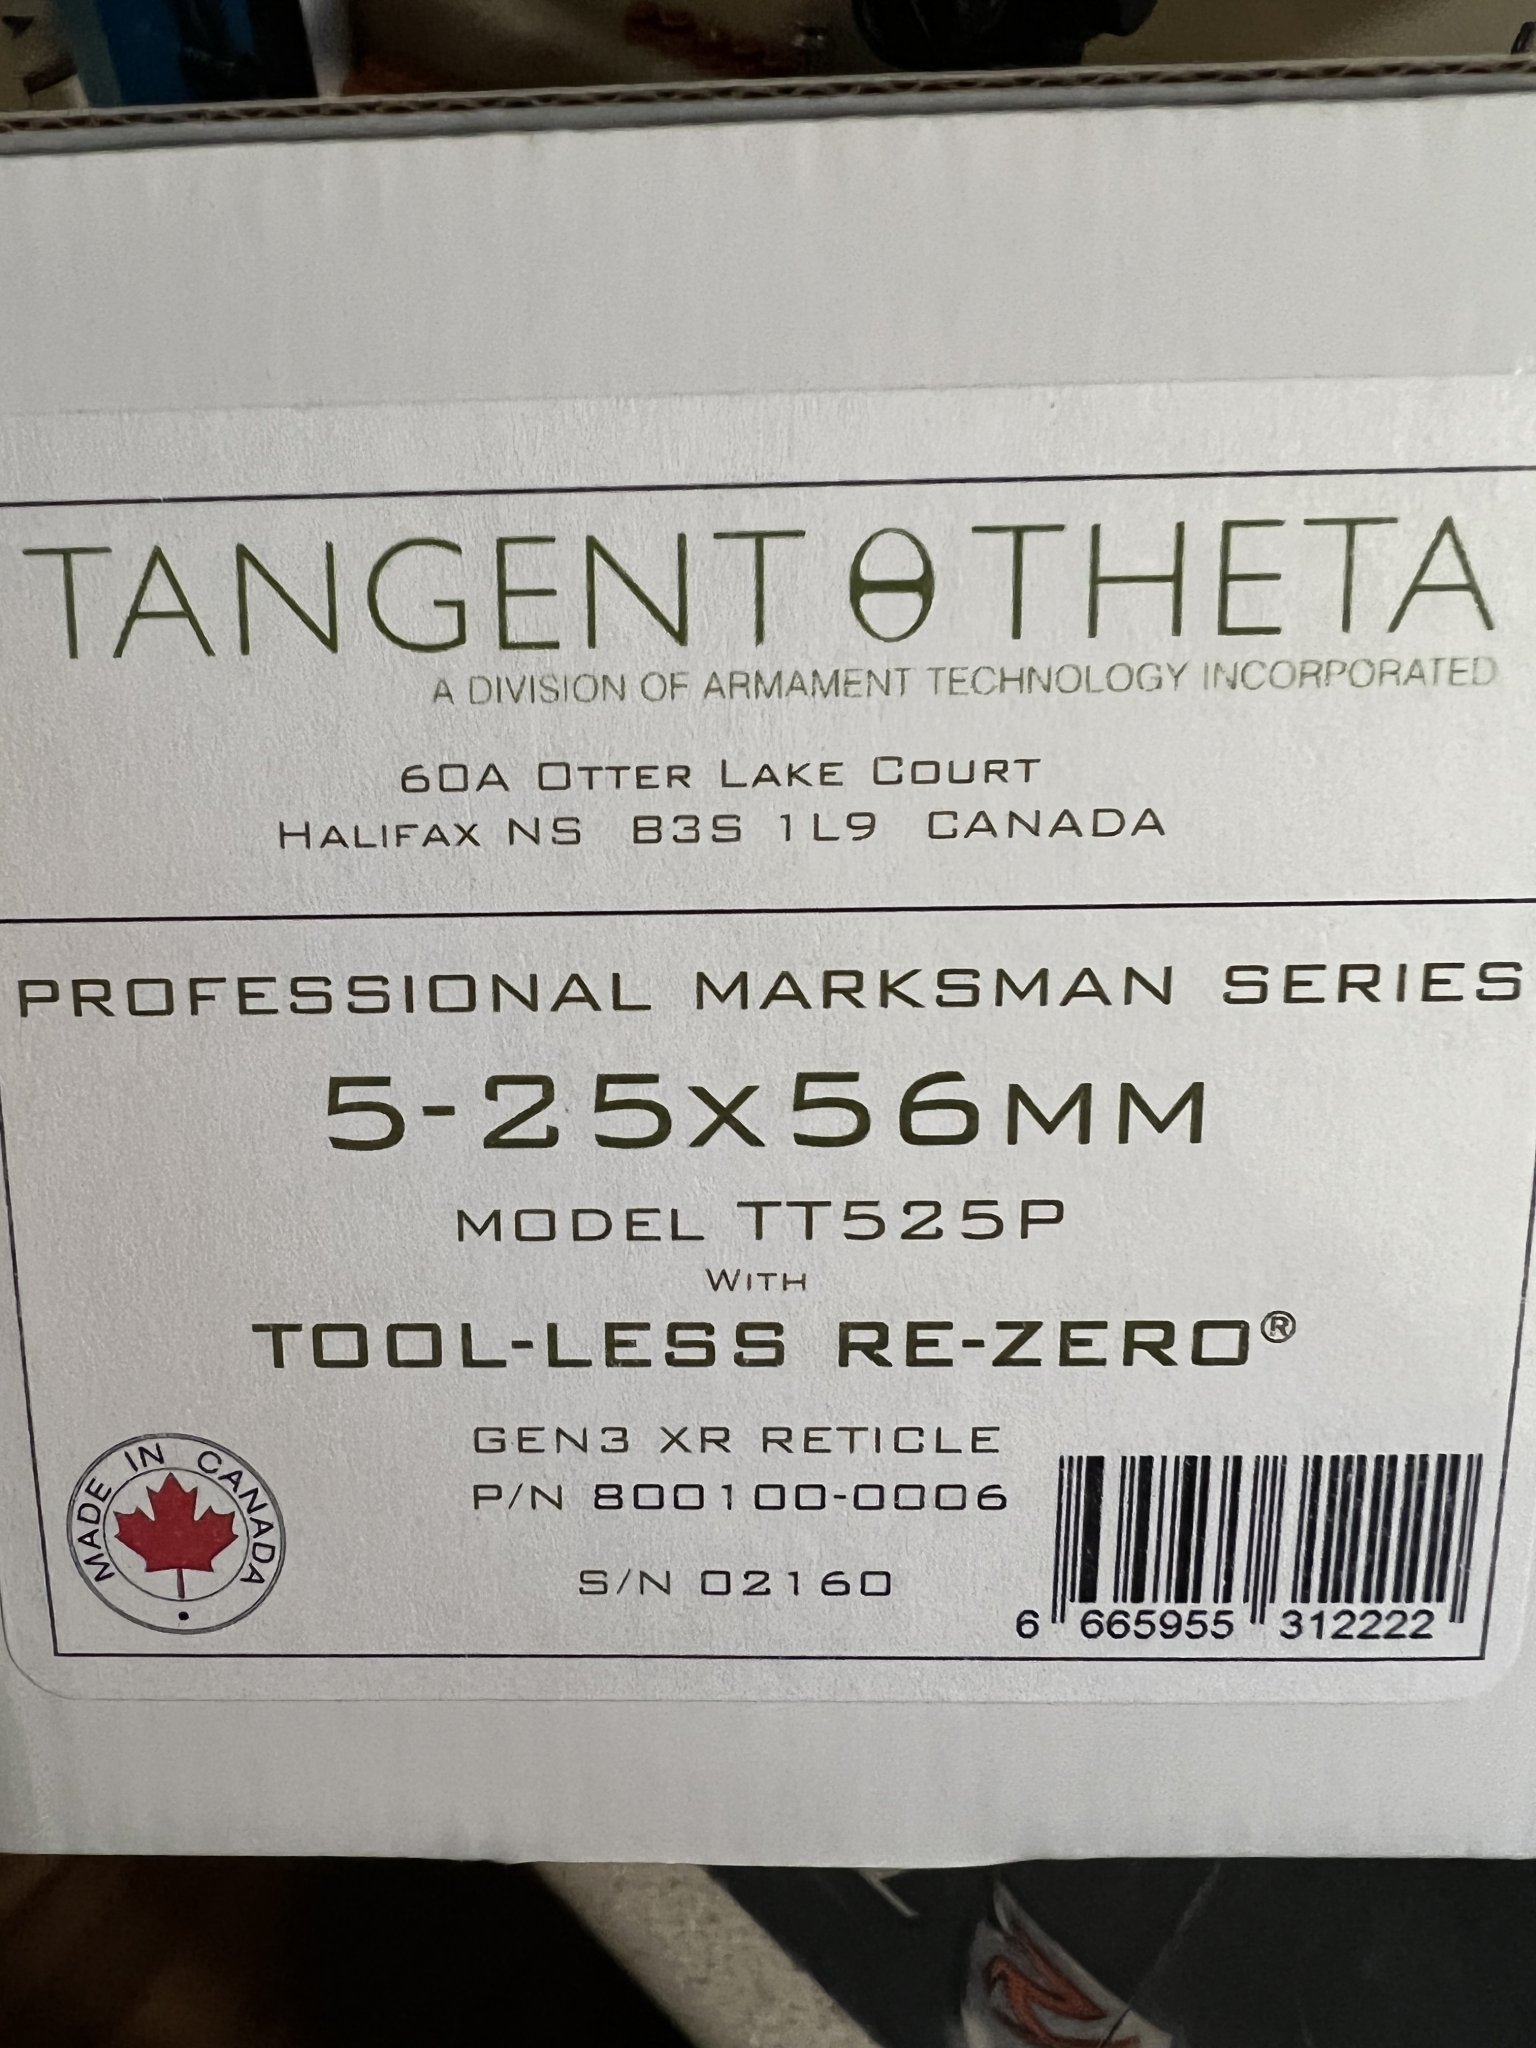 TANGENT θ THETA
A DIVISION OF ARMAMENT TECHNOLOGY INCORPORATED
60A OTTER LAKE COURT
HALIFAX NS B3S 1L9 CANADA
PROFESSIONAL MARKSMAN SERIES
5-25X56MM
MODEL TT525P
WITH
TOOL-LESS RE-ZERO®
GEN3 XR RETICLE
P/N 800100-0006
S/N 02160
MADE IN CANADA
6 665955 312222